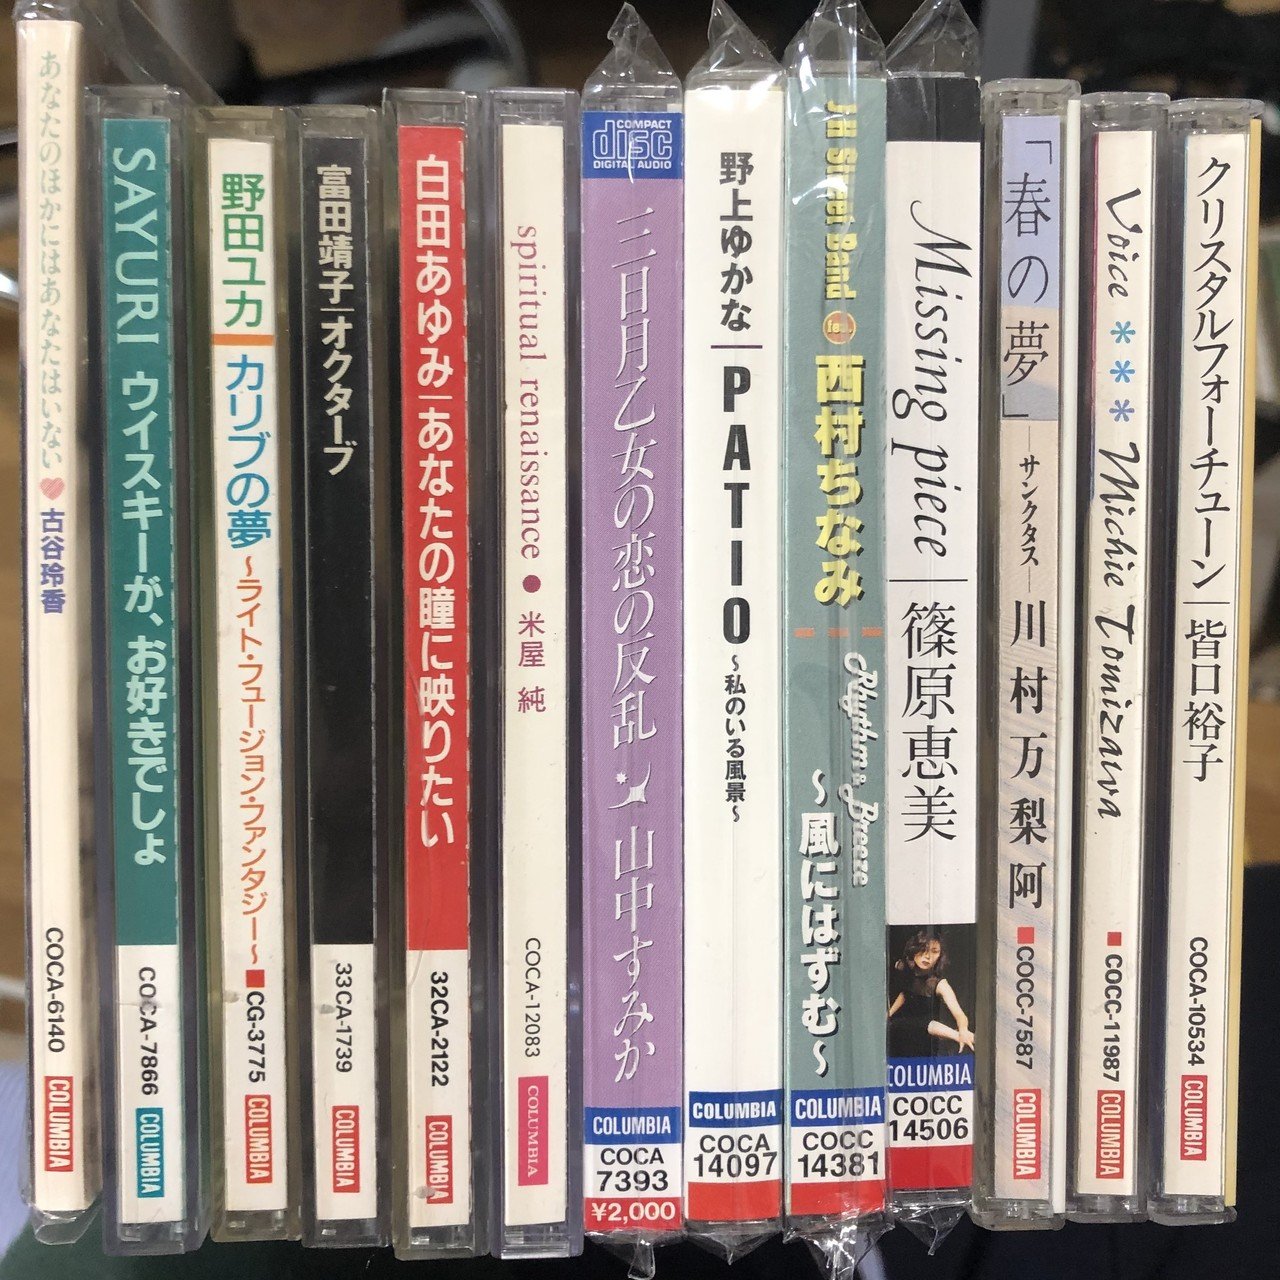 あなたのほかにはあなたはいない♥古谷玲香
COCA-6140
COLUMBIA
SAYURI ウイスキーが、お好きでしょ
COCA-7866
COLUMBIA
野田ユカ
カリブの夢
～ライト・フュージョン・ファンタジー～
CG-3775
COLUMBIA
富田靖子|オクターブ
33CA-1739
COLUMBIA
白田あゆみ|あなたの瞳に映りたい
32CA-2122
COLUMBIA
spiritual renaissance ● 米屋 純
COCA-12083
COLUMBIA
COMPACT
disc
DIGITAL AUDIO
三日月乙女の恋の反乱 山中すみか
COLUMBIA
COCA
7393
¥2,000
野上ゆかな|PATIO～私のいる風景～
COLUMBIA
COCA
14097
J.H Street Band feat. 西村ちなみ
Rhythm & Breeze
～風にはずむ～
COLUMBIA
COCC
14381
Missing piece|篠原恵美
COLUMBIA
COCC
14506
「春の夢」—サンクタス— 川村万梨阿
COCC-7587
COLUMBIA
Voice *** Michie Tomizawa
COCC-11987
COLUMBIA
クリスタルフォーチューン|皆口裕子
COCA-10534
COLUMBIA